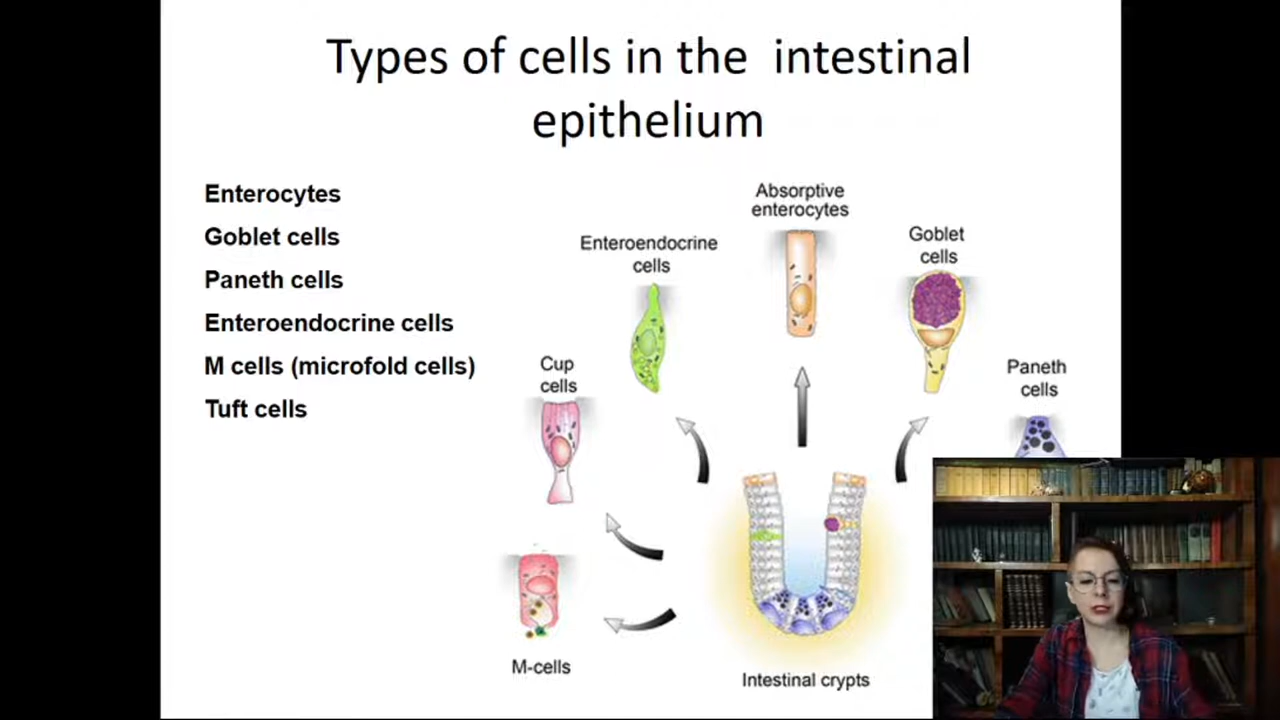 Types of cells in the intestinal
epithelium
Enterocytes
Goblet cells
Paneth cells
Enteroendocrine cells
M cells (microfold cells)
Tuft cells
Absorptive
enterocytes
Enteroendocrine
cells
Goblet
cells
Cup
cells
Paneth
cells
M-cells
Intestinal crypts